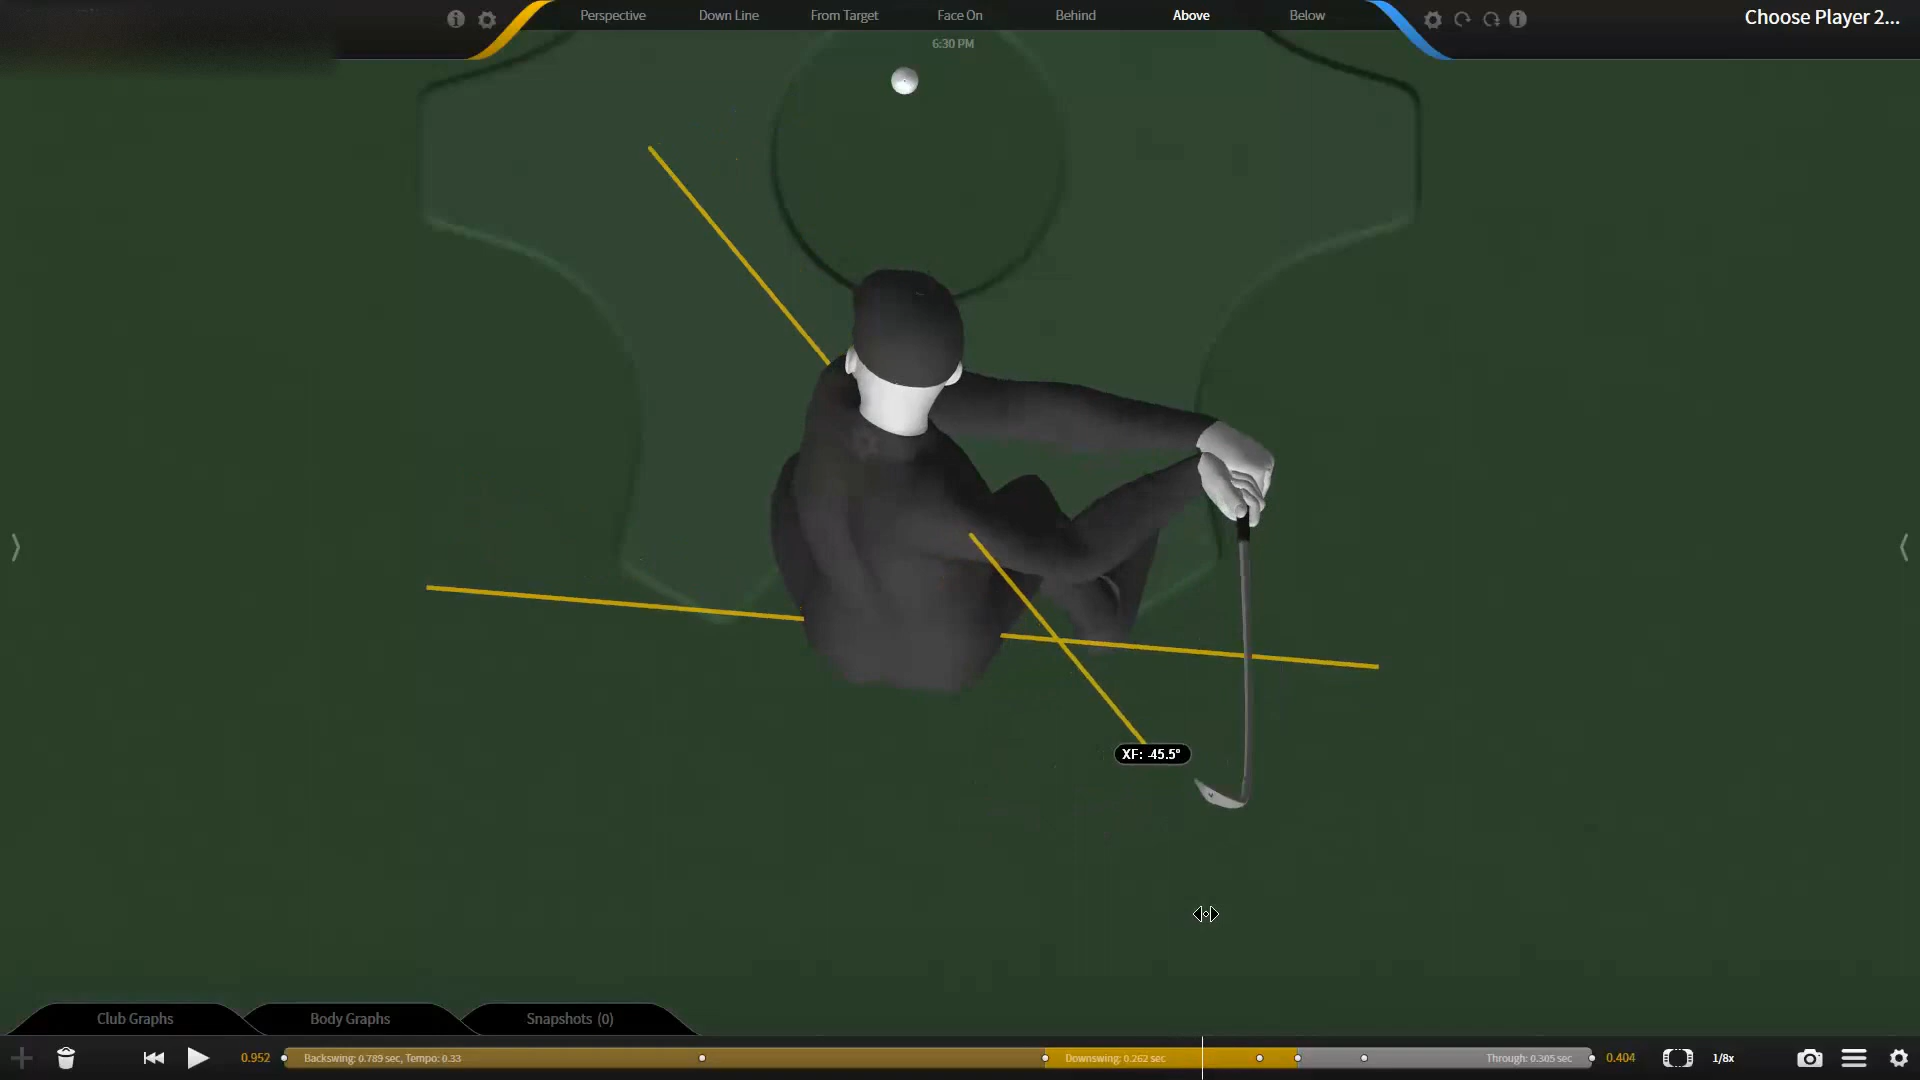 Perspective
Down Line
From Target
Face On
Behind
Above
Below
Choose Player 2...
6:30 PM
XF: -45.5°
Club Graphs
Body Graphs
Snapshots (0)
0.952
Backswing: 0.789 sec, Tempo: 0.33
Downswing: 0.262 sec
Through: 0.305 sec
0.404
1/8x